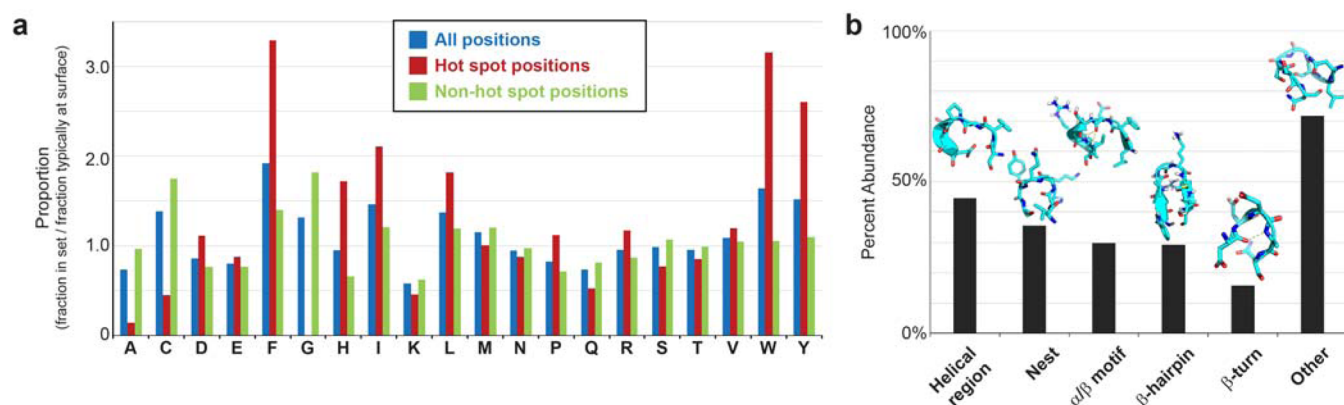 a
Proportion
(fraction in set / fraction typically at surface)
3.0
2.0
1.0
0
All positions
Hot spot positions
Non-hot spot positions
A C D E F G H I K L M N P Q R S T V W Y
b
Percent Abundance
100%
50%
0%
Helical
region
Nest
α/β motif
β-hairpin
β-turn
Other